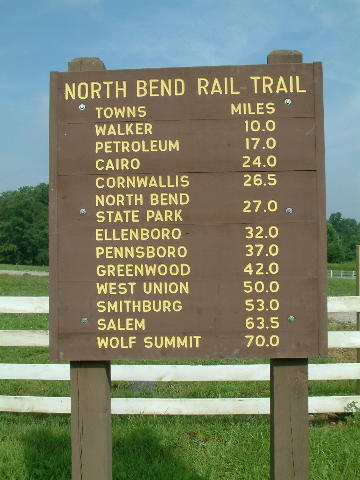 NORTH BEND RAIL TRAIL
TOWNS MILES
WALKER 10.0
PETROLEUM 17.0
CAIRO 24.0
CORNWALLIS 26.5
NORTH BEND
STATE PARK 27.0
ELLENBORO 32.0
PENNSBORO 37.0
GREENWOOD 42.0
WEST UNION 50.0
SMITHBURG 53.0
SALEM 63.5
WOLF SUMMIT 70.0